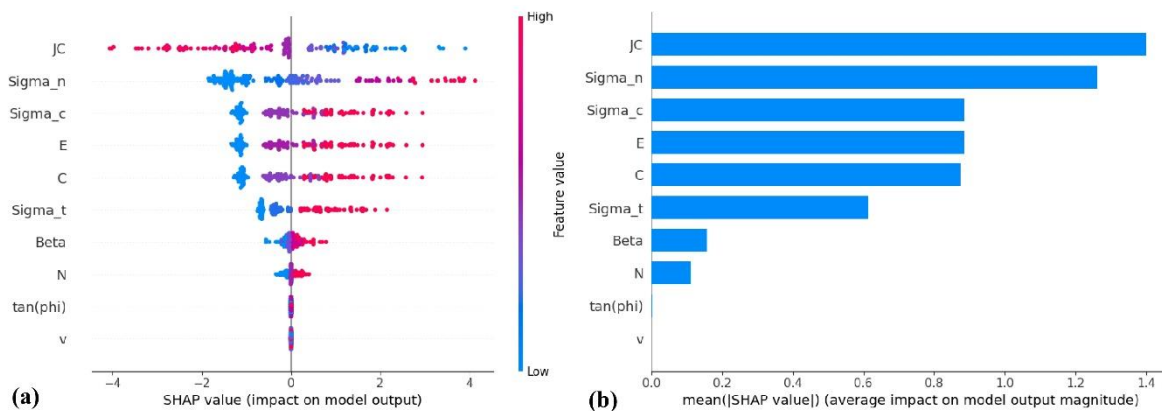 High
JC
Sigma_n
Sigma_c
E
C
Sigma_t
Beta
N
tan(phi)
v
Feature value
Low
−4 −2 0 2 4
SHAP value (impact on model output)
(a)
JC
Sigma_n
Sigma_c
E
C
Sigma_t
Beta
N
tan(phi)
v
0.0 0.2 0.4 0.6 0.8 1.0 1.2 1.4
mean(|SHAP value|) (average impact on model output magnitude)
(b)